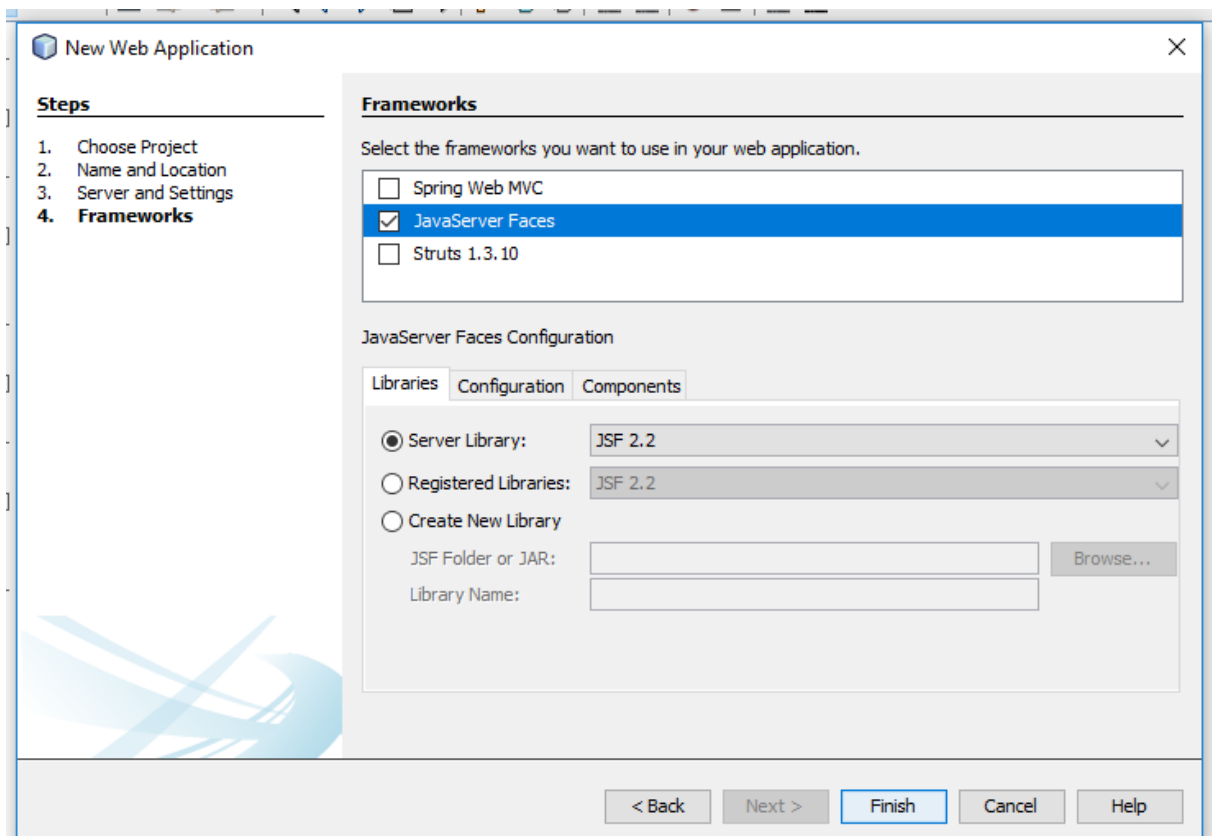 New Web Application
Steps
1. Choose Project
2. Name and Location
3. Server and Settings
4. Frameworks
Frameworks
Select the frameworks you want to use in your web application.
Spring Web MVC
JavaServer Faces
Struts 1.3.10
JavaServer Faces Configuration
Libraries Configuration Components
Server Library: JSF 2.2
Registered Libraries: JSF 2.2
Create New Library
JSF Folder or JAR: Browse...
Library Name:
< Back Next > Finish Cancel Help